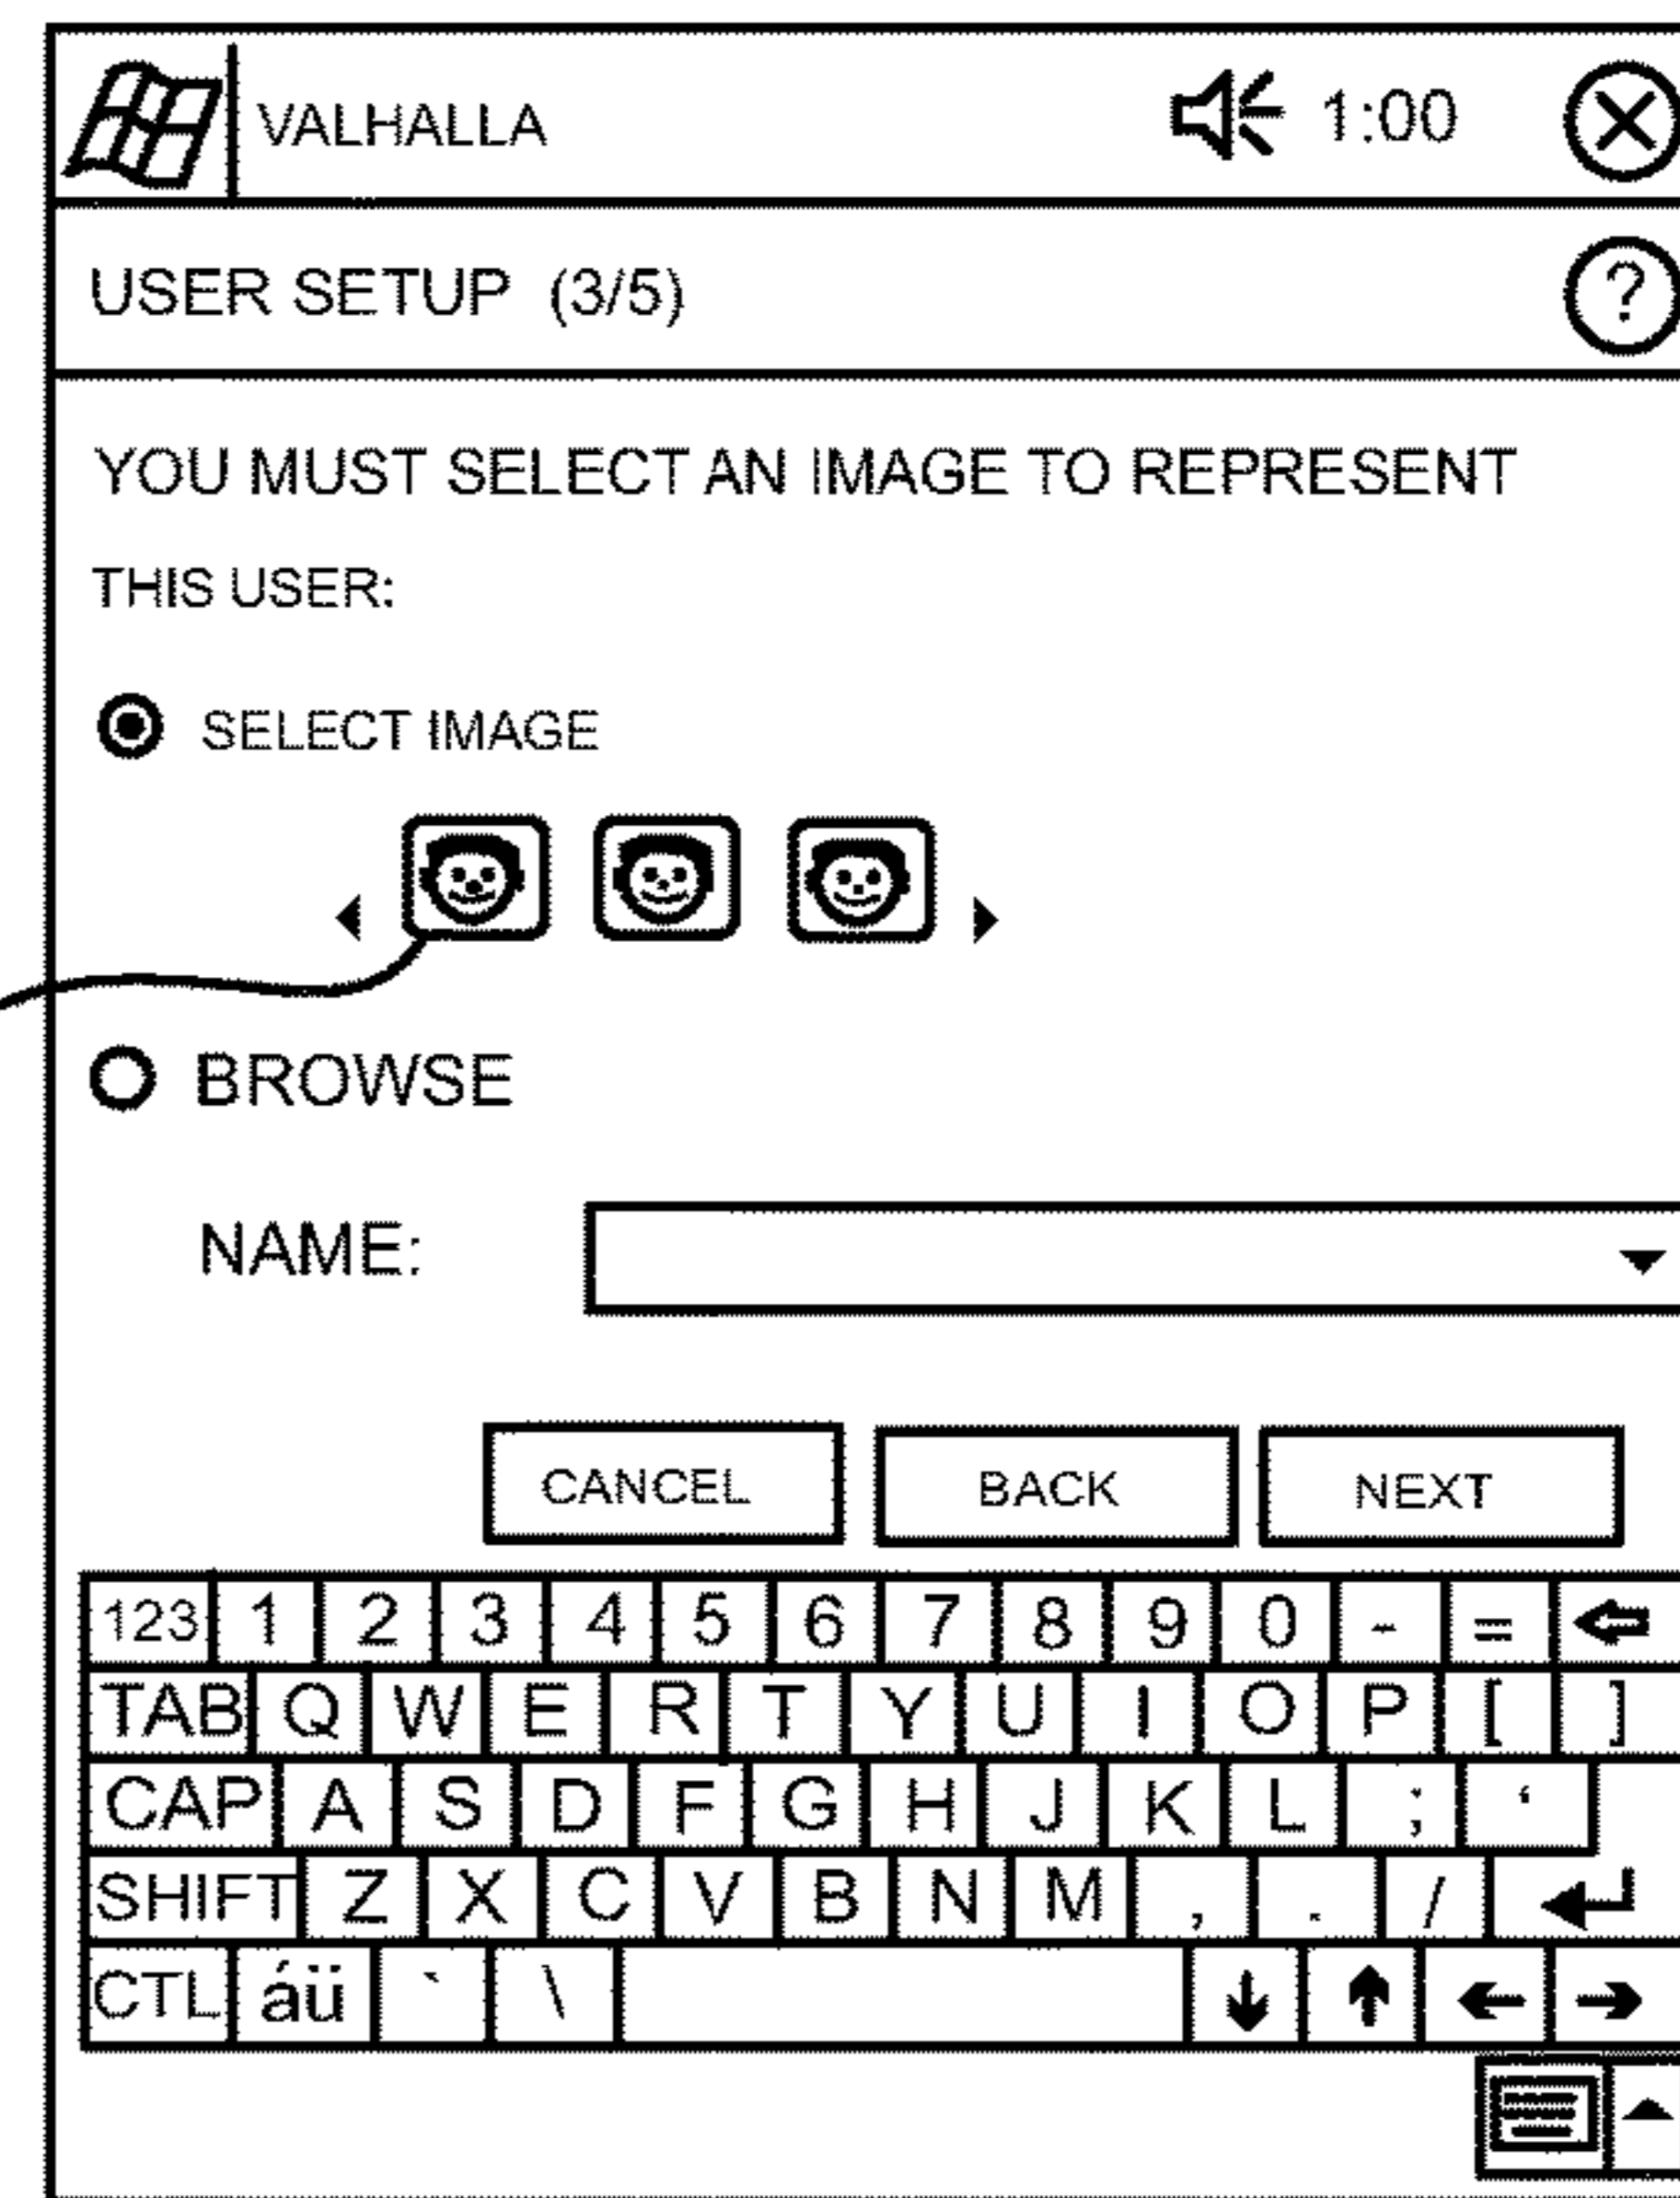 VALHALLA 1:00
USER SETUP (3/5) ?
YOU MUST SELECT AN IMAGE TO REPRESENT
THIS USER:
SELECT IMAGE
BROWSE
NAME:
CANCEL BACK NEXT
123 1 2 3 4 5 6 7 8 9 0 - =
TAB Q W E R T Y U I O P [ ]
CAP A S D F G H J K L ; ‘
SHIFT Z X C V B N M , . /
CTL áü ` \